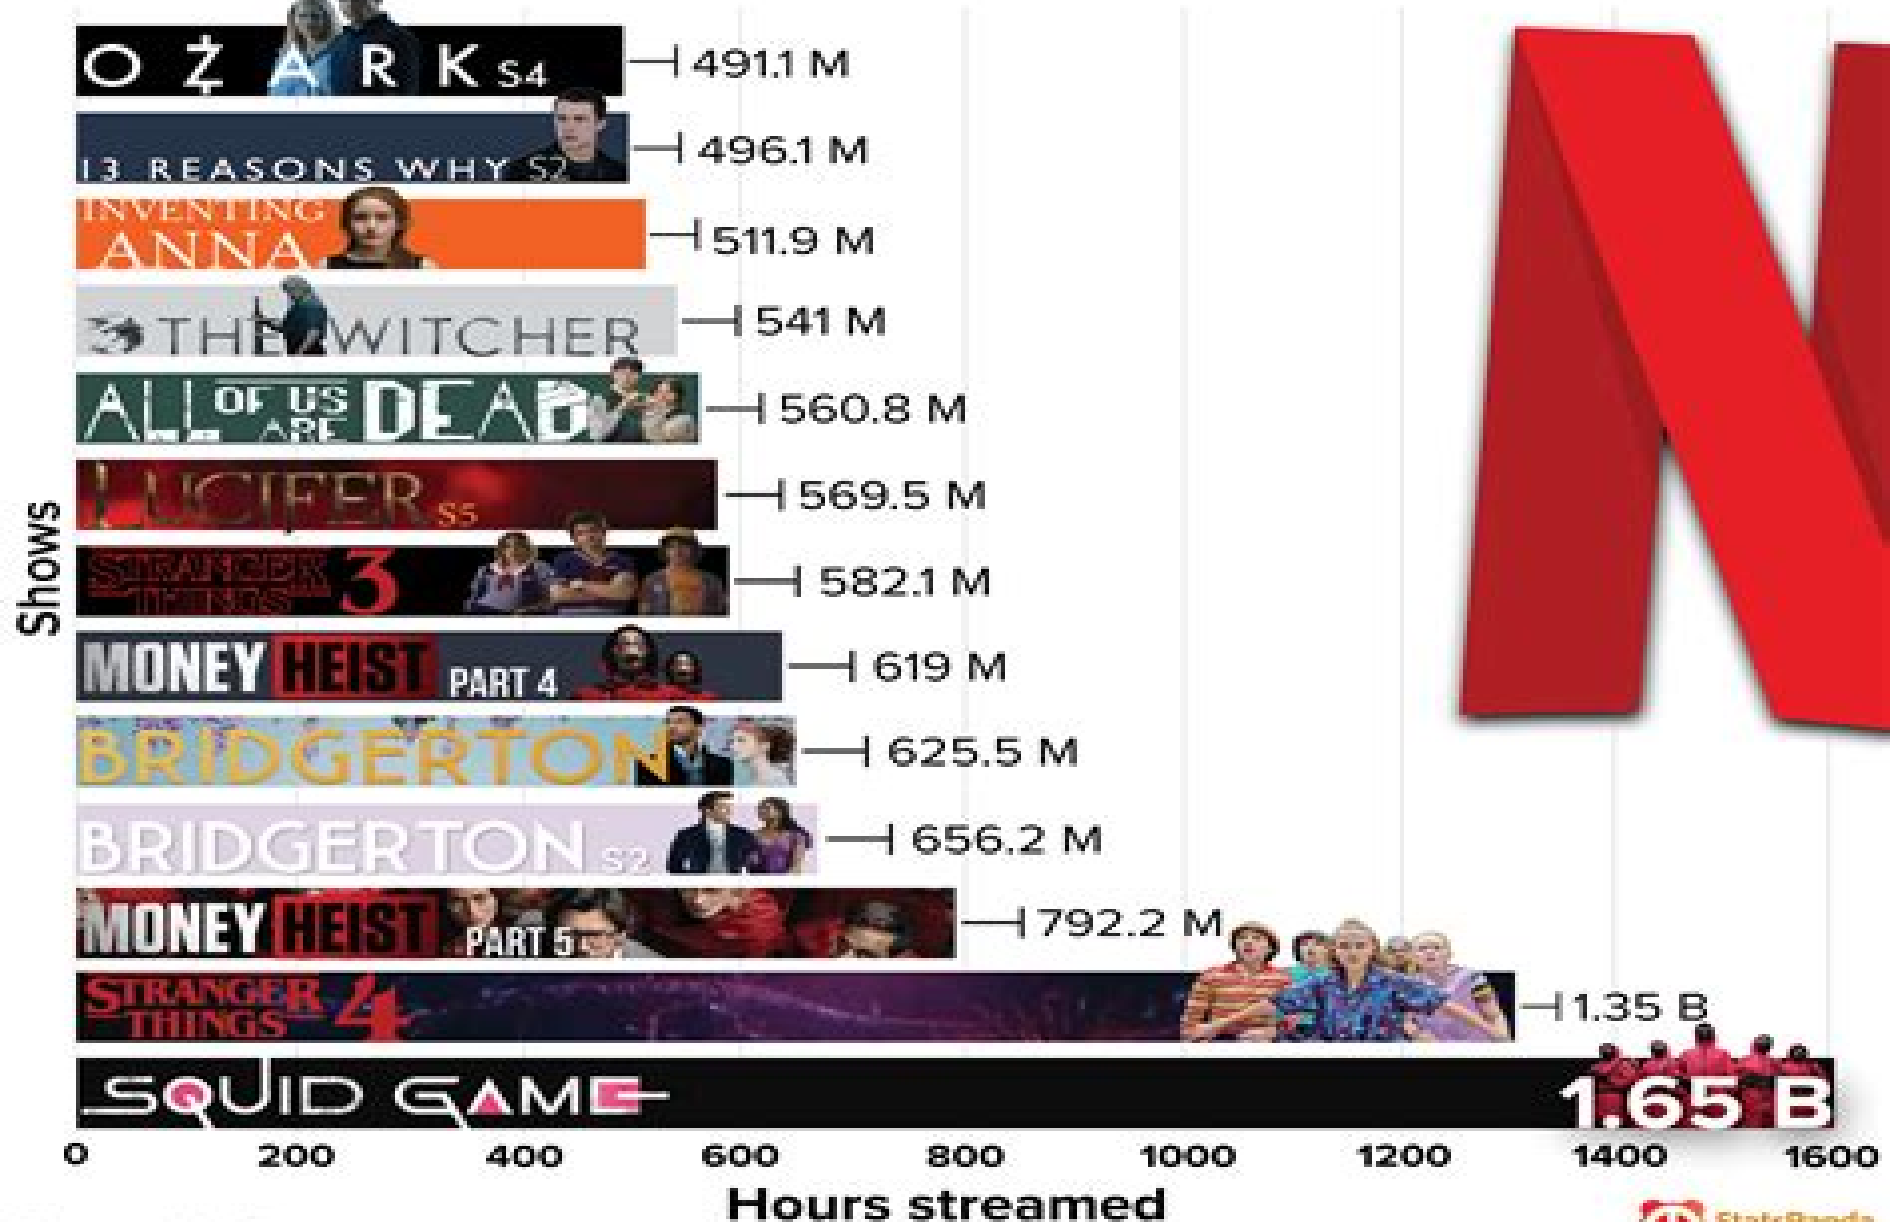 OZARK S4
491.1 M
13 REASONS WHY S2
496.1 M
INVENTING
ANNA
511.9 M
THE WITCHER
541 M
ALL OF US ARE DEAD
560.8 M
LUCIFER S5
569.5 M
STRANGER
THINGS 3
582.1 M
MONEY HEIST PART 4
619 M
BRIDGERTON
625.5 M
BRIDGERTON S2
656.2 M
MONEY HEIST PART 5
792.2 M
STRANGER
THINGS 4
1.35 B
SQUID GAME
1.65 B
Shows
0 200 400 600 800 1000 1200 1400 1600
Hours streamed